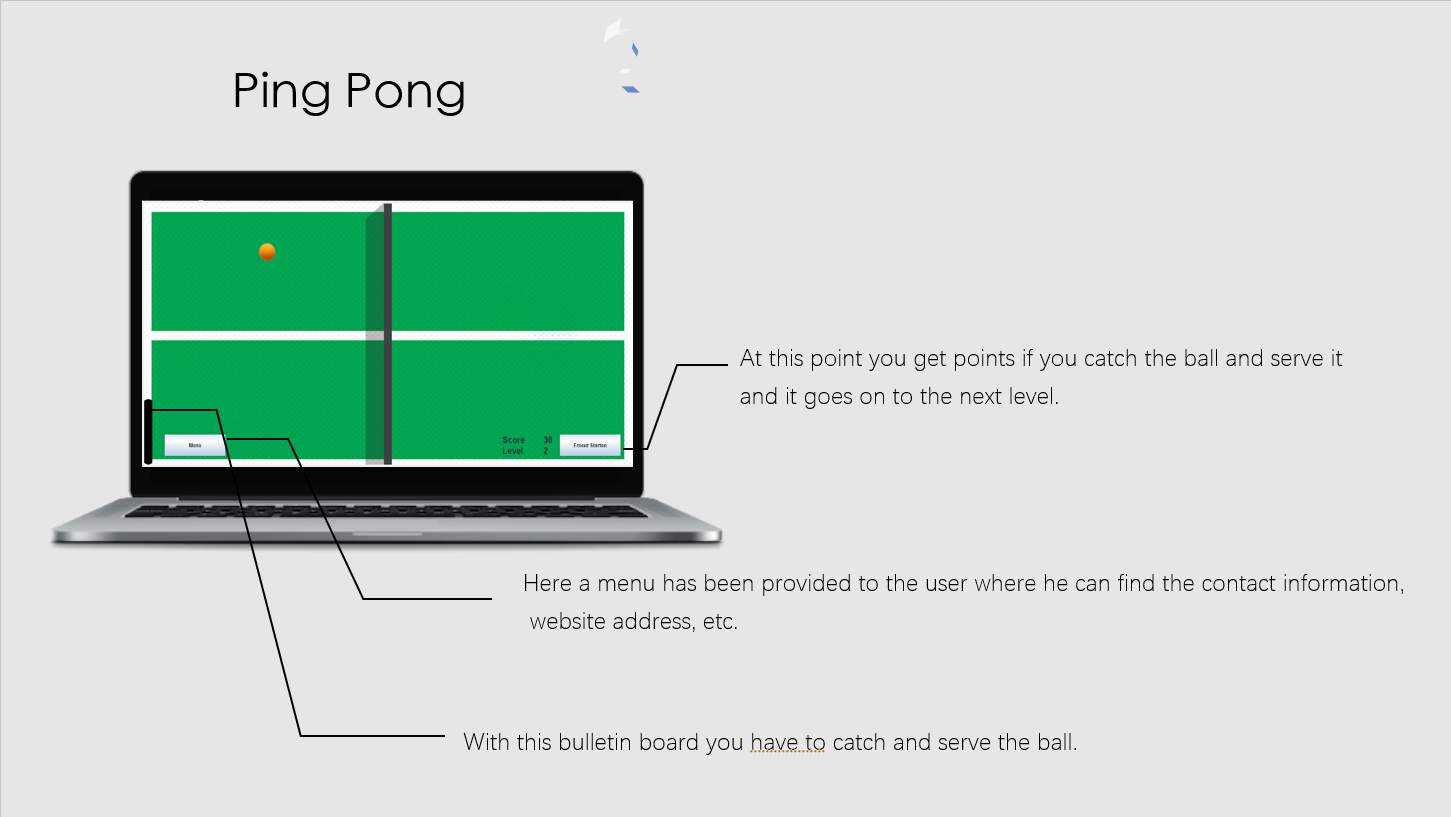 Ping Pong
Menu
Score 30
Level 2
Erneut Starten
At this point you get points if you catch the ball and serve it
and it goes on to the next level.
Here a menu has been provided to the user where he can find the contact information,
website address, etc.
With this bulletin board you have to catch and serve the ball.